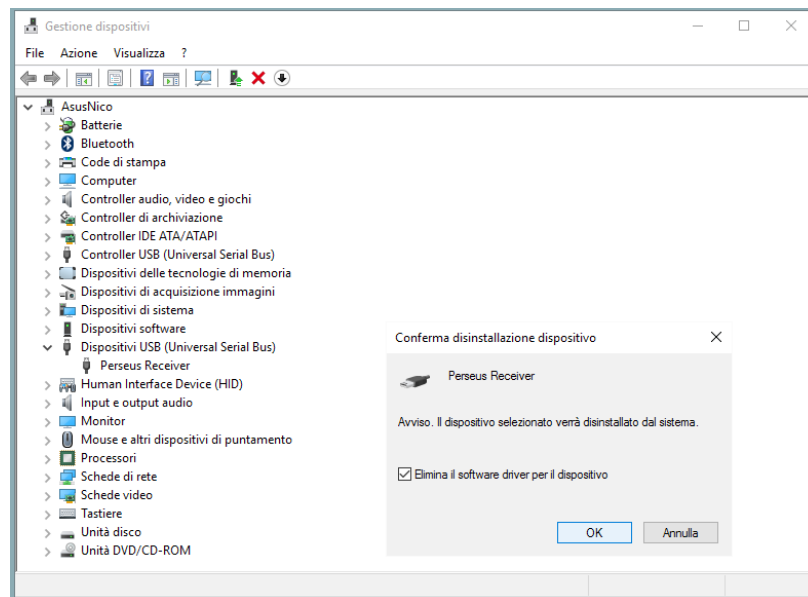 Gestione dispositivi
File Azione Visualizza ?
AsusNico
Batterie
Bluetooth
Code di stampa
Computer
Controller audio, video e giochi
Controller di archiviazione
Controller IDE ATA/ATAPI
Controller USB (Universal Serial Bus)
Dispositivi delle tecnologie di memoria
Dispositivi di acquisizione immagini
Dispositivi di sistema
Dispositivi software
Dispositivi USB (Universal Serial Bus)
Perseus Receiver
Human Interface Device (HID)
Input e output audio
Monitor
Mouse e altri dispositivi di puntamento
Processori
Schede di rete
Schede video
Tastiere
Unità disco
Unità DVD/CD-ROM
Conferma disinstallazione dispositivo
Perseus Receiver
Avviso. Il dispositivo selezionato verrà disinstallato dal sistema.
Elimina il software driver per il dispositivo
OK Annulla